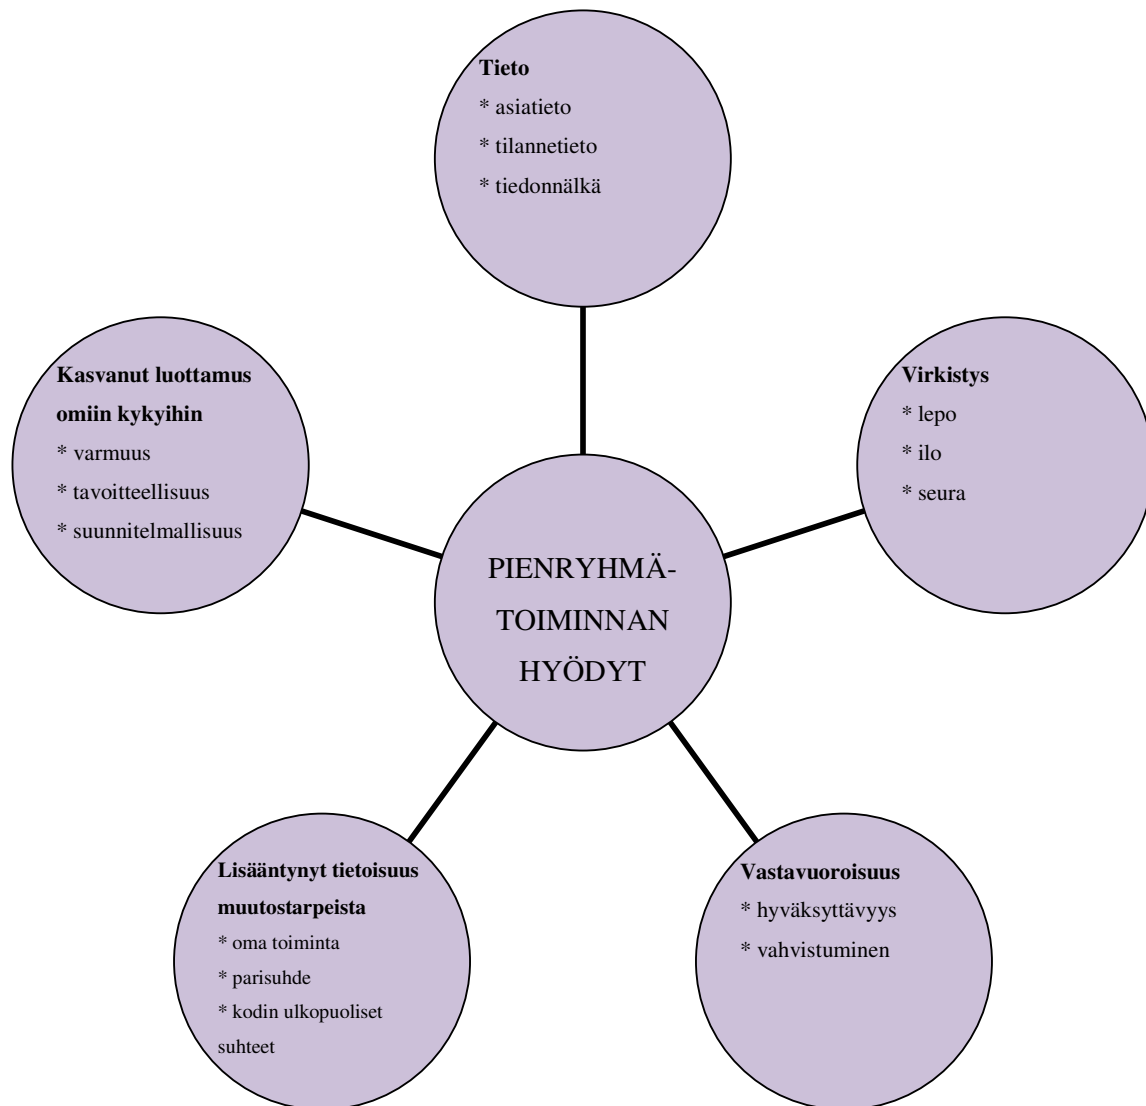 Tieto
* asiatieto
* tilannetieto
* tiedonnälkä
Kasvanut luottamus
omiin kykyihin
* varmuus
* tavoitteellisuus
* suunnitelmallisuus
Virkistys
* lepo
* ilo
* seura
PIENRYHMÄ-
TOIMINNAN
HYÖDYT
Lisääntynyt tietoisuus
muutostarpeista
* oma toiminta
* parisuhde
* kodin ulkopuoliset
suhteet
Vastavuoroisuus
* hyväksyttävyys
* vahvistuminen